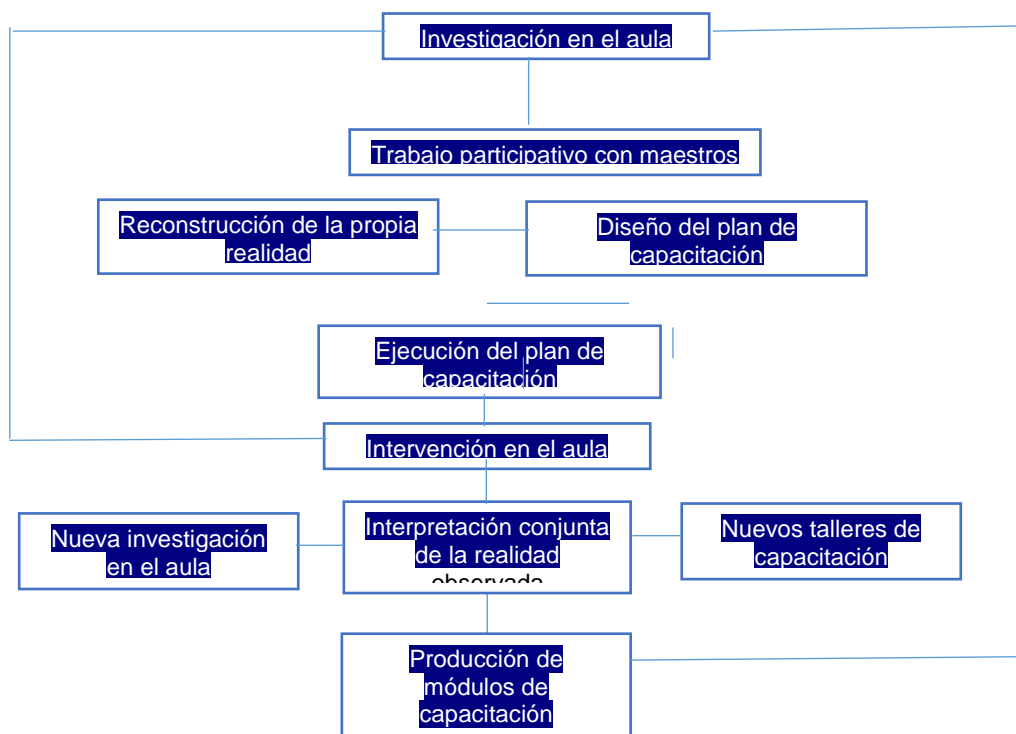 Investigación en el aula
Trabajo participativo con maestros
Reconstrucción de la propia
realidad
Diseño del plan de
capacitación
Ejecución del plan de
capacitación
Intervención en el aula
Nueva investigación
en el aula
Interpretación conjunta
de la realidad
observada
Nuevos talleres de
capacitación
Producción de
módulos de
capacitación